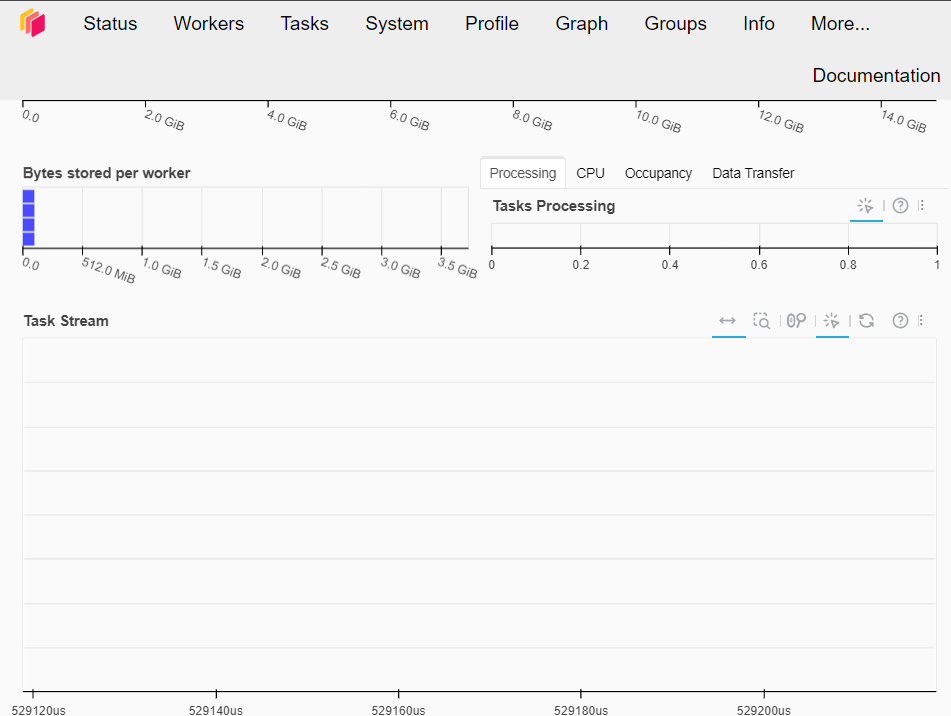 Status Workers Tasks System Profile Graph Groups Info More...
Documentation
0.0 2.0 GiB 4.0 GiB 6.0 GiB 8.0 GiB 10.0 GiB 12.0 GiB 14.0 GiB
Bytes stored per worker
0.0 512.0 MiB 1.0 GiB 1.5 GiB 2.0 GiB 2.5 GiB 3.0 GiB 3.5 GiB
Processing CPU Occupancy Data Transfer
Tasks Processing
0 0.2 0.4 0.6 0.8 1
Task Stream
529120us 529140us 529160us 529180us 529200us